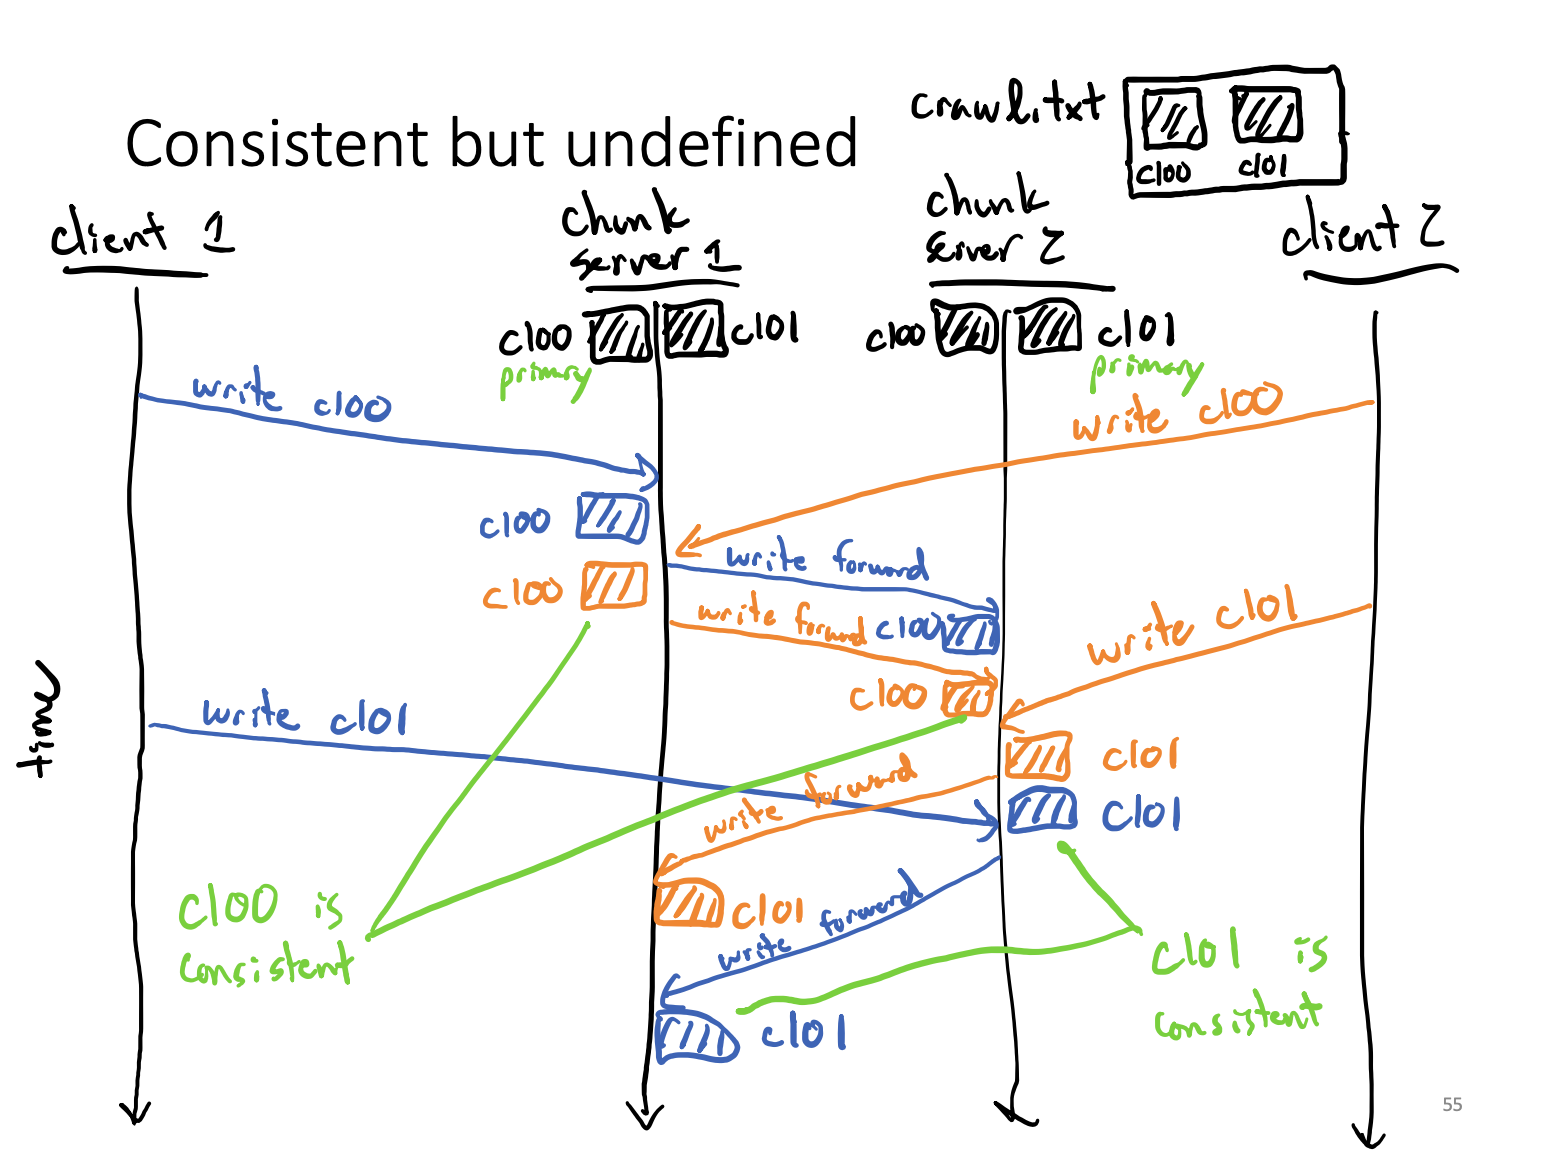 Consistent but undefined
crawl.txt
c100
c101
client 1
chunk
server 1
chunk
server 2
client 2
c100
c101
c100
c101
primary
primary
write c100
write c100
c100
write forward
c100
write forward
c100
write c101
c100
write c101
c101
write forward
c101
time
c100 is
consistent
c101
write forward
c101 is
consistent
c101
55